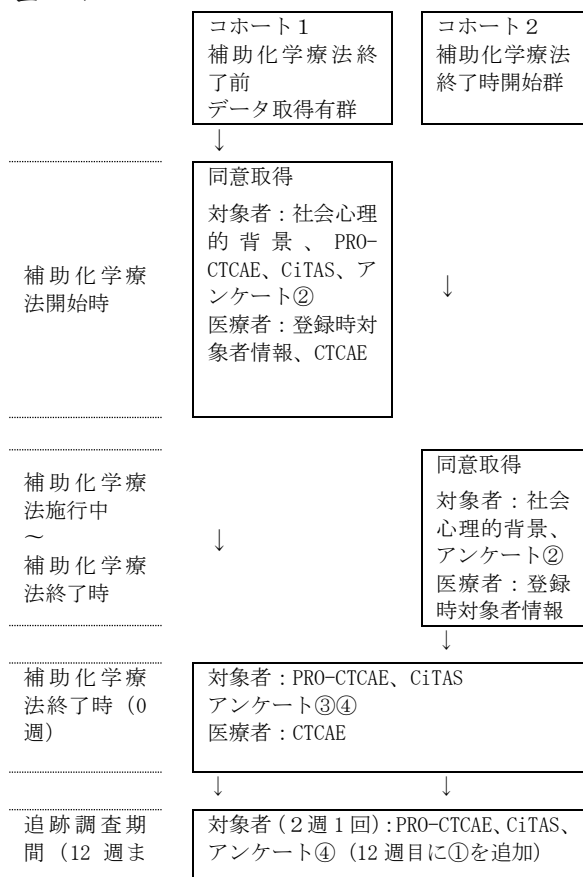 コホート１
補助化学療法終
了前
データ取得有群
コホート２
補助化学療法
終了時開始群
↓
補助化学療
法開始時
同意取得
対象者：社会心理
的背景、PRO-
CTCAE、CiTAS、ア
ンケート②
医療者：登録時対
象者情報、CTCAE
↓
補助化学療
法施行中
～
補助化学療
法終了時
↓
同意取得
対象者：社会
心理的背景、
アンケート②
医療者：登録
時対象者情報
↓
補助化学療
法終了時（0
週）
対象者：PRO-CTCAE、CiTAS
アンケート③④
医療者：CTCAE
↓ ↓
追跡調査期
間（12 週ま
対象者（２週１回）:PRO-CTCAE、CiTAS、
アンケート④（12 週目に①を追加）